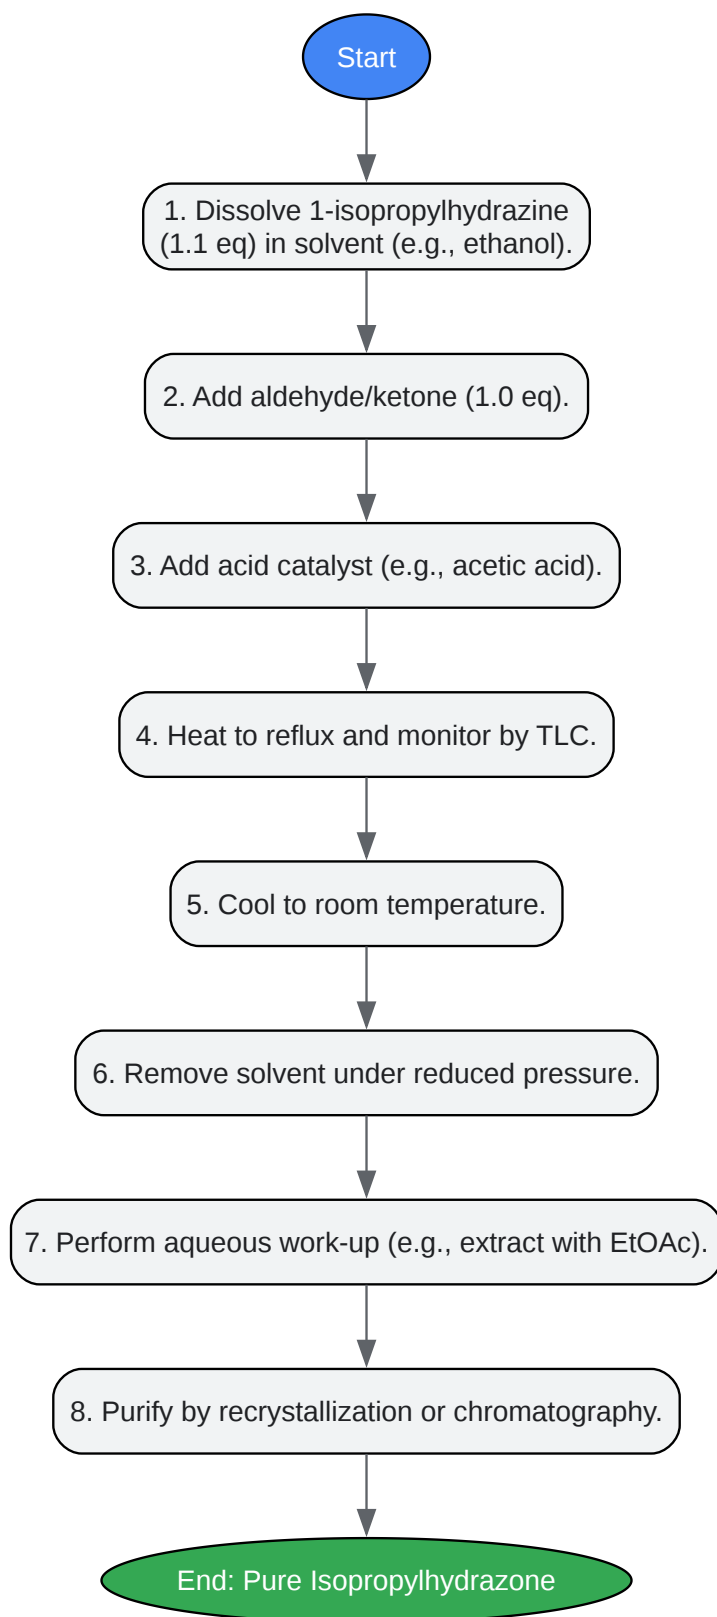 Start
1. Dissolve 1-isopropylhydrazine
(1.1 eq) in solvent (e.g., ethanol).
2. Add aldehyde/ketone (1.0 eq).
3. Add acid catalyst (e.g., acetic acid).
4. Heat to reflux and monitor by TLC.
5. Cool to room temperature.
6. Remove solvent under reduced pressure.
7. Perform aqueous work-up (e.g., extract with EtOAc).
8. Purify by recrystallization or chromatography.
End: Pure Isopropylhydrazone